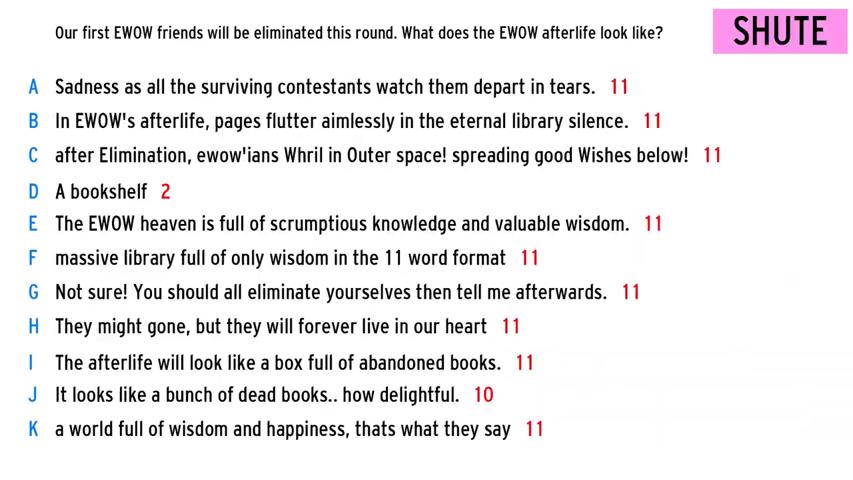 Our first EWOW friends will be eliminated this round. What does the EWOW afterlife look like?
SHUTE
A Sadness as all the surviving contestants watch them depart in tears. 11
B In EWOW's afterlife, pages flutter aimlessly in the eternal library silence. 11
C after Elimination, ewow'ians Whril in Outer space! spreading good Wishes below! 11
D A bookshelf 2
E The EWOW heaven is full of scrumptious knowledge and valuable wisdom. 11
F massive library full of only wisdom in the 11 word format 11
G Not sure! You should all eliminate yourselves then tell me afterwards. 11
H They might gone, but they will forever live in our heart 11
I The afterlife will look like a box full of abandoned books. 11
J It looks like a bunch of dead books.. how delightful. 10
K a world full of wisdom and happiness, thats what they say 11